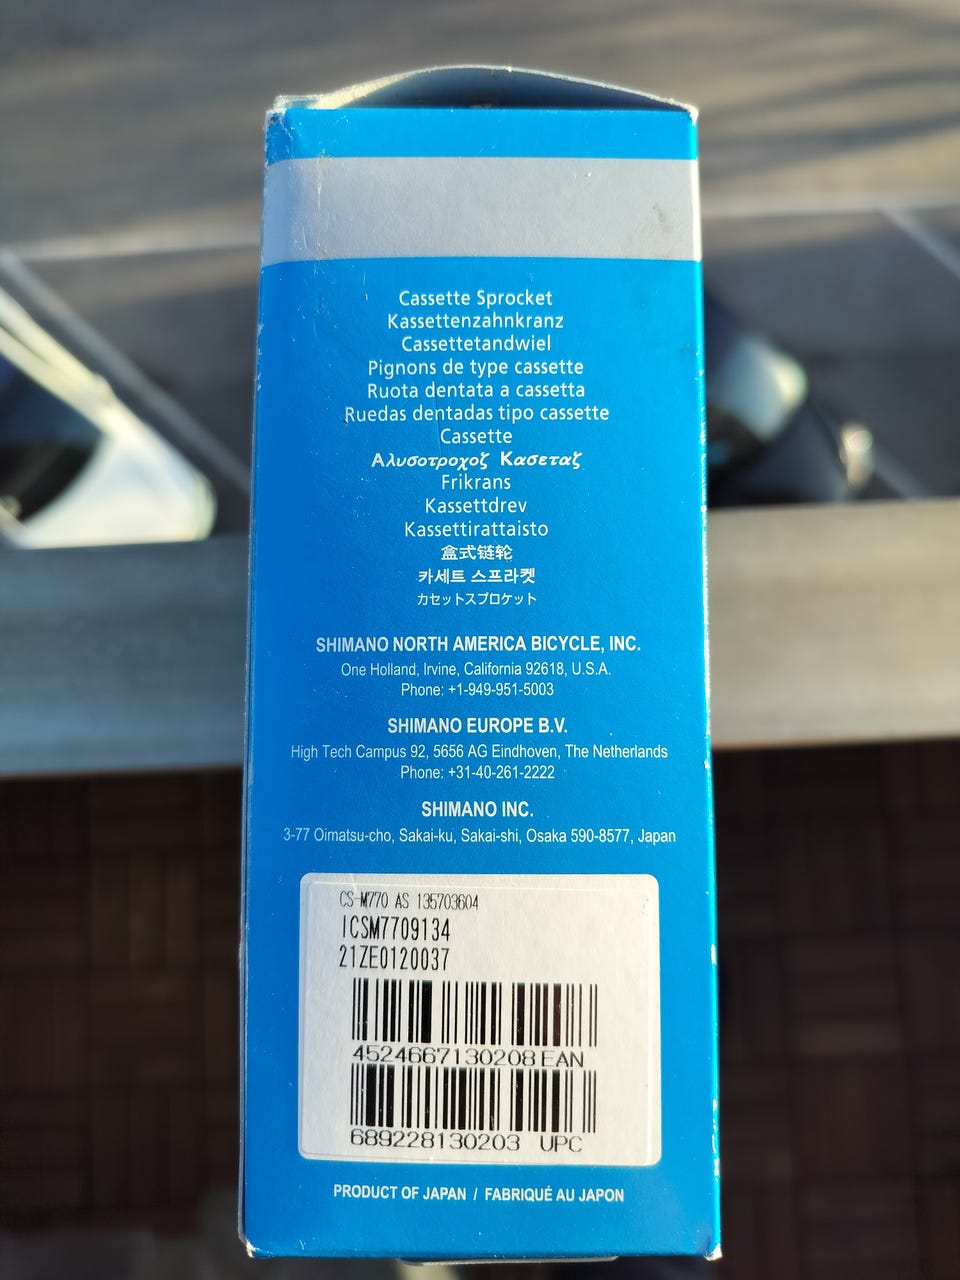 Cassette Sprocket
Kassettenzahnkranz
Cassettetandwiel
Pignons de type cassette
Ruota dentata a cassetta
Ruedas dentadas tipo cassette
Cassette
Αλυσοτροχοζ Κασεταζ
Frikrans
Kassettdrev
Kassettirattaisto
盒式链轮
카세트 스프라켓
カセットスプロケット
SHIMANO NORTH AMERICA BICYCLE, INC.
One Holland, Irvine, California 92618, U.S.A.
Phone: +1-949-951-5003
SHIMANO EUROPE B.V.
High Tech Campus 92, 5656 AG Eindhoven, The Netherlands
Phone: +31-40-261-2222
SHIMANO INC.
3-77 Oimatsu-cho, Sakai-ku, Sakai-shi, Osaka 590-8577, Japan
CS-M770 AS 135703604
ICSM7709134
21ZE0120037
4524667130208 EAN
689228130203 UPC
PRODUCT OF JAPAN / FABRIQUÉ AU JAPON